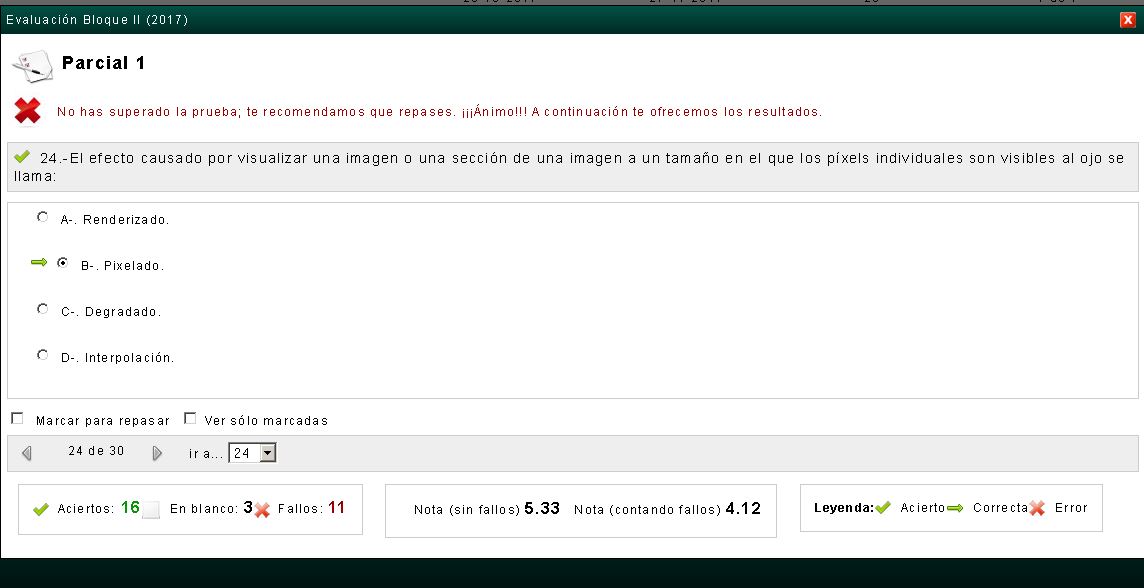 Evaluación Bloque II (2017)
Parcial 1
No has superado la prueba; te recomendamos que repases. ¡¡¡Ánimo!!! A continuación te ofrecemos los resultados.
24.-El efecto causado por visualizar una imagen o una sección de una imagen a un tamaño en el que los píxels individuales son visibles al ojo se
llama:
A-. Renderizado.
B-. Pixelado.
C-. Degradado.
D-. Interpolación.
Marcar para repasar Ver sólo marcadas
24 de 30 ir a... 24
Aciertos: 16 En blanco: 3 Fallos: 11 Nota (sin fallos) 5.33 Nota (contando fallos) 4.12 Leyenda: Acierto Correcta Error